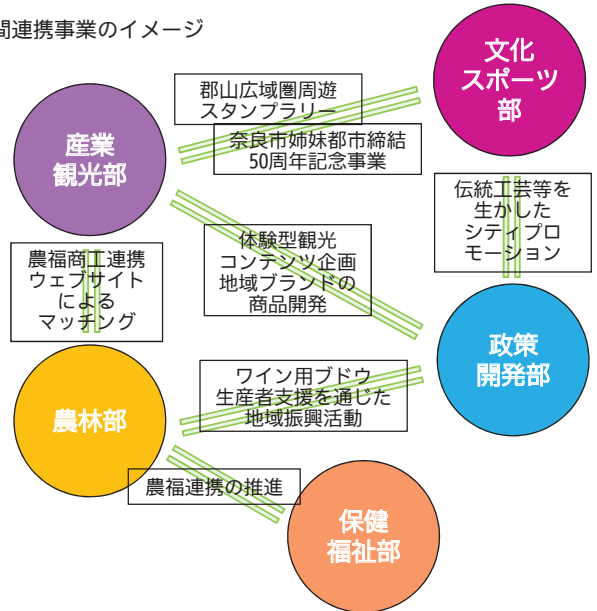 間連携事業のイメージ
文化
スポーツ
部
郡山広域圏周遊
スタンプラリー
奈良市姉妹都市締結
50周年記念事業
産業
観光部
伝統工芸等を
生かした
シティプロ
モーション
体験型観光
コンテンツ企画
地域ブランドの
商品開発
農福商工連携
ウェブサイト
による
マッチング
政策
開発部
ワイン用ブドウ
生産者支援を通じた
地域振興活動
農林部
農福連携の推進
保健
福祉部